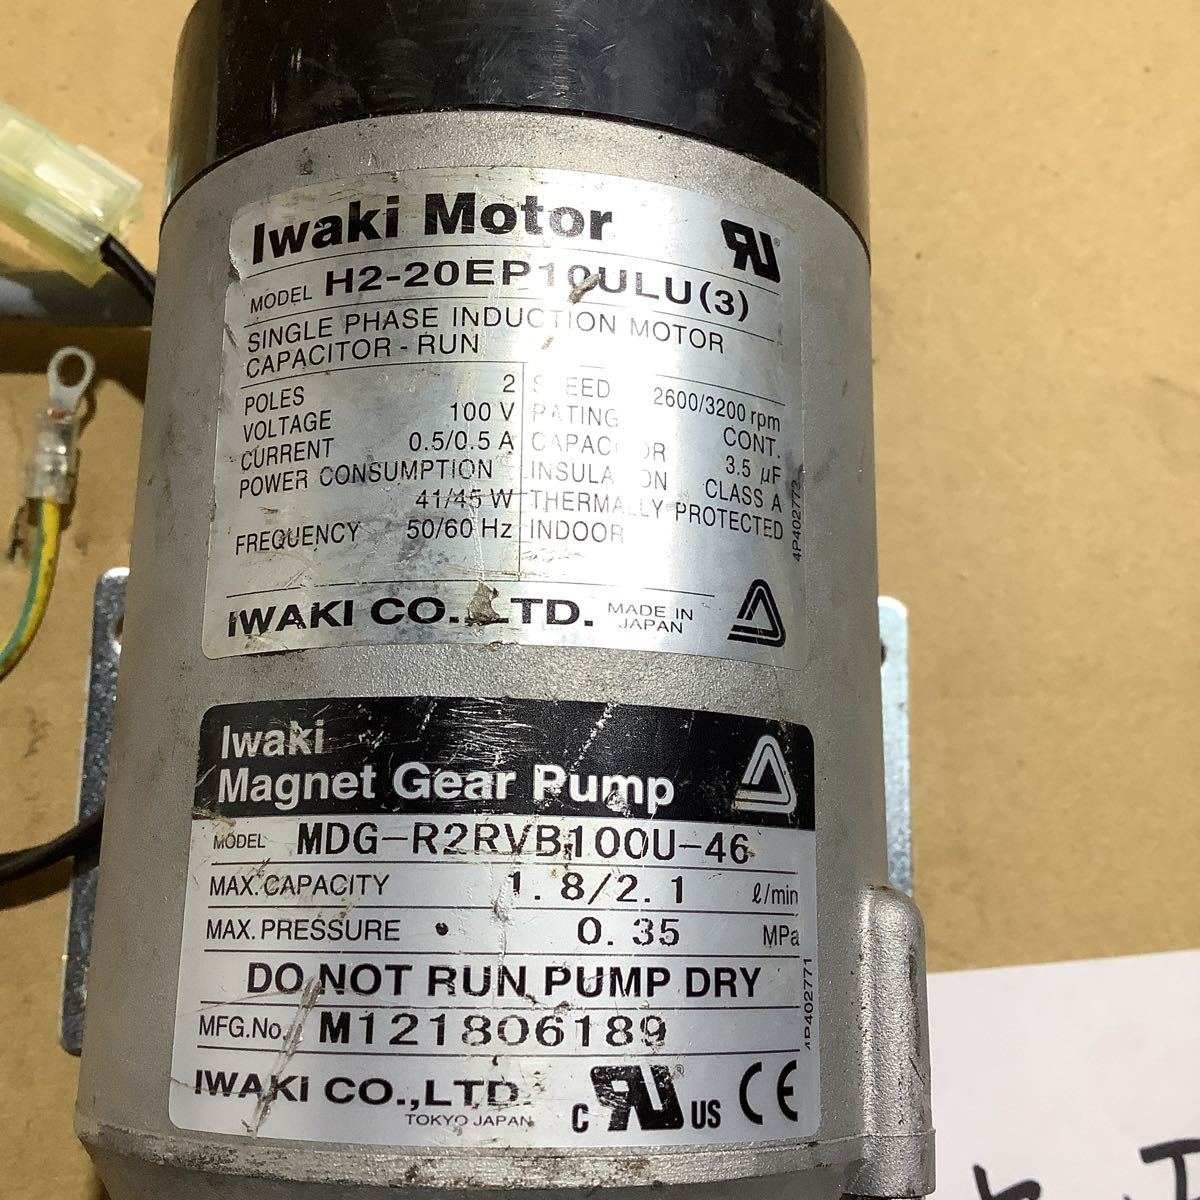 Iwaki Motor
MODEL H2-20EP10ULU(3)
SINGLE PHASE INDUCTION MOTOR
CAPACITOR - RUN
POLES 2
VOLTAGE 100 V
CURRENT 0.5/0.5 A
POWER CONSUMPTION
41/45 W
FREQUENCY 50/60 Hz
SPEED 2600/3200 rpm
RATING CONT.
CAPACITOR 3.5 µF
INSULATION CLASS A
THERMALLY PROTECTED
INDOOR
4P402772
IWAKI CO.,LTD. MADE IN
JAPAN
Iwaki
Magnet Gear Pump
MODEL MDG-R2RVB100U-46
MAX. CAPACITY 1.8/2.1 ℓ/min
MAX. PRESSURE 0.35 MPa
DO NOT RUN PUMP DRY
MFG.No. M121806189
4P402771
IWAKI CO.,LTD.
TOKYO JAPAN
C US CE